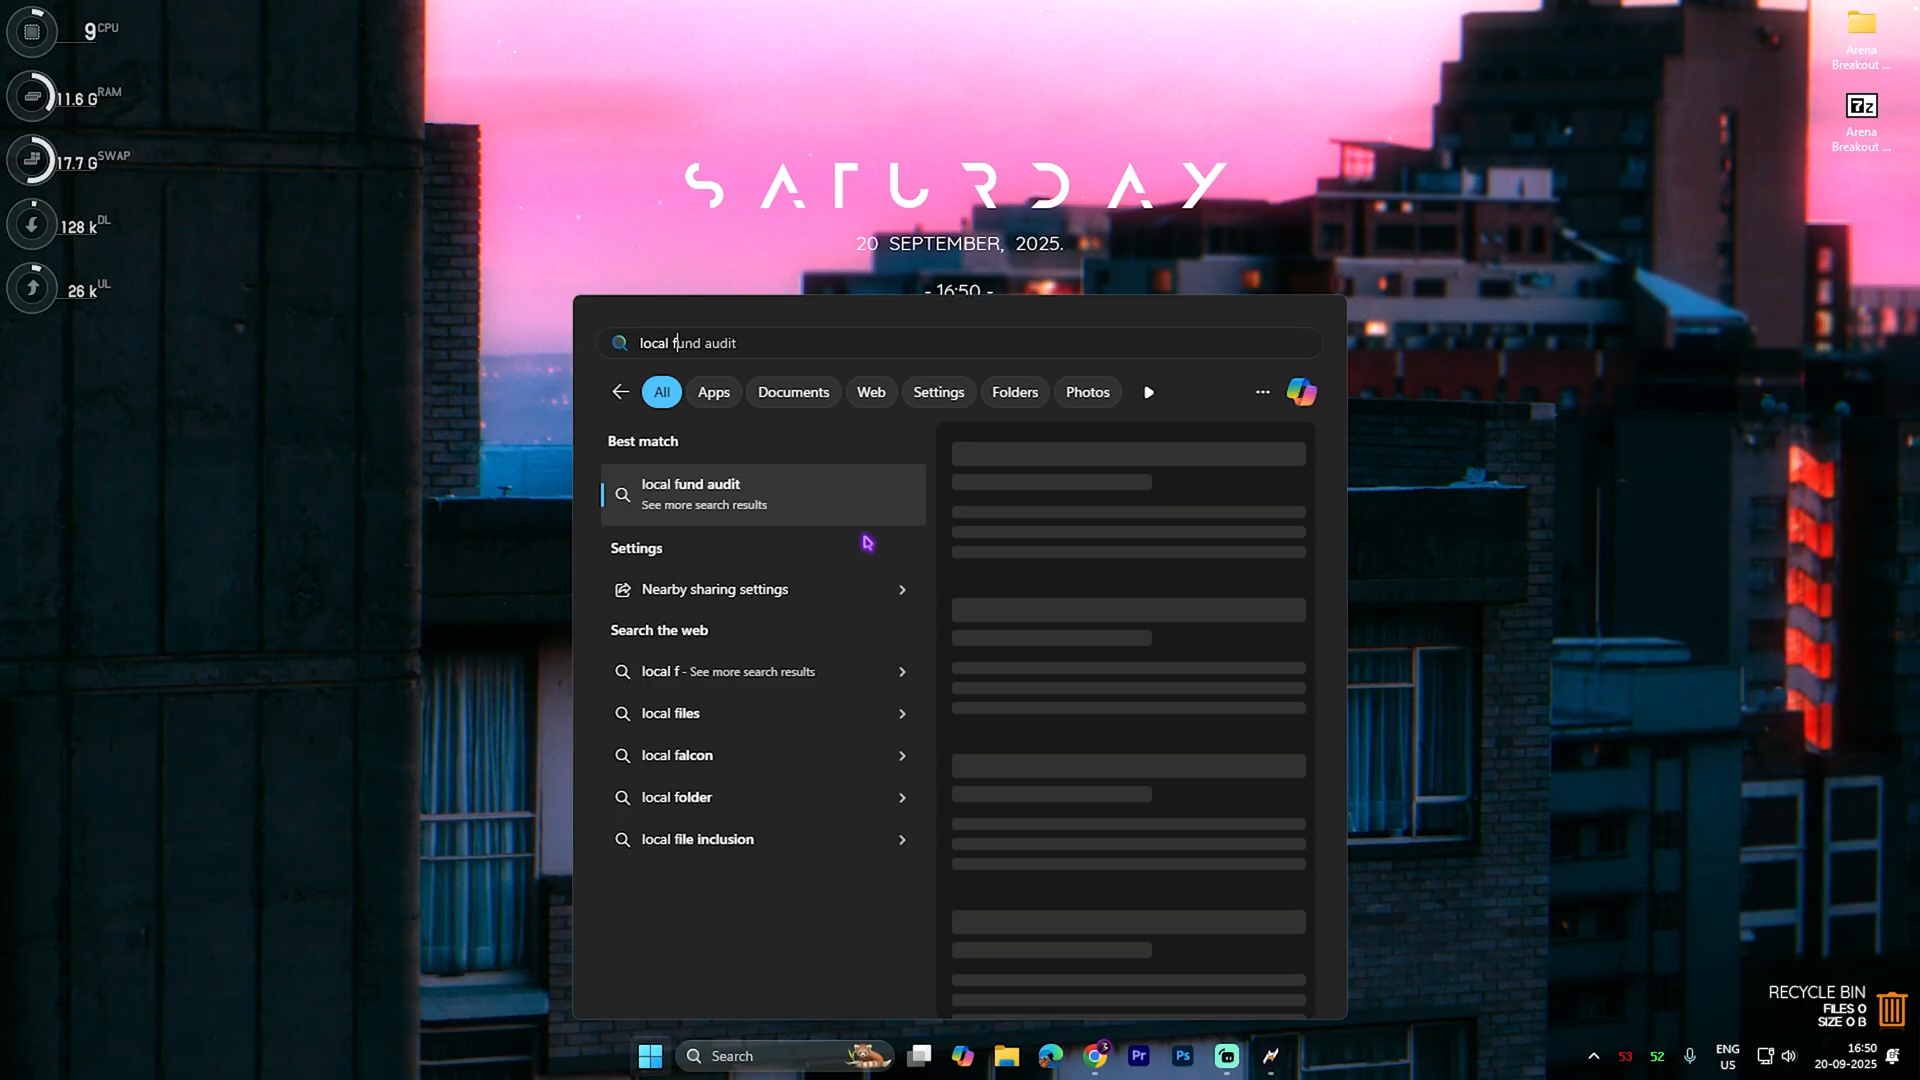 9 CPU
11.6 G RAM
17.7 G SWAP
128 k DL
26 k UL
Arena
Breakout ...
7z
Arena
Breakout ...
SATURDAY
20 SEPTEMBER, 2025.
- 16:50 -
local fund audit
All
Apps
Documents
Web
Settings
Folders
Photos
Best match
local fund audit
See more search results
Settings
Nearby sharing settings
Search the web
local f - See more search results
local files
local falcon
local folder
local file inclusion
RECYCLE BIN
FILES 0
SIZE 0 B
Search
3
Pr
Ps
53
52
ENG
US
16:50
20-09-2025